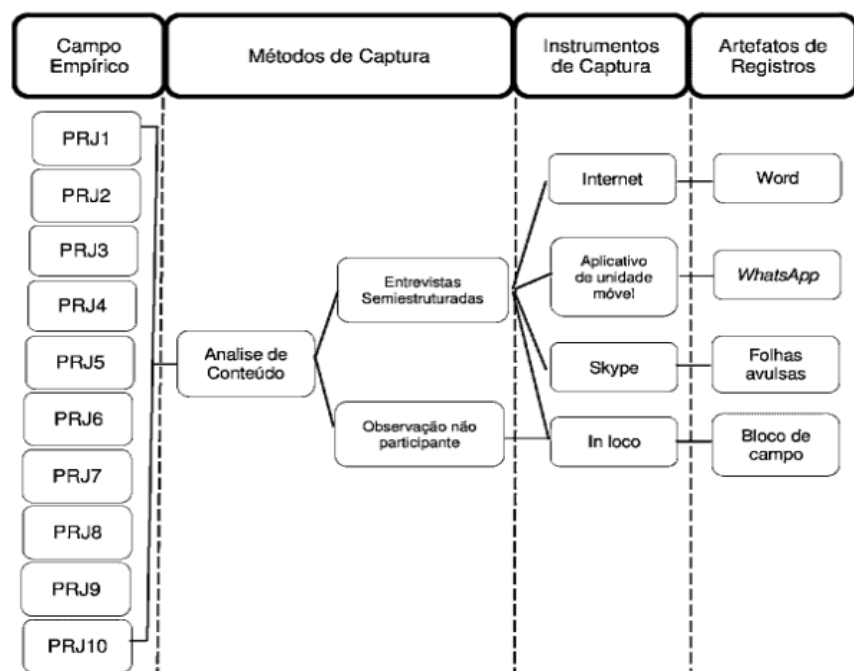 Campo
Empírico
Métodos de Captura
Instrumentos
de Captura
Artefatos de
Registros
PRJ1
PRJ2
PRJ3
PRJ4
PRJ5
PRJ6
PRJ7
PRJ8
PRJ9
PRJ10
Analise de
Conteúdo
Entrevistas
Semiestruturadas
Observação não
participante
Internet
Aplicativo
de unidade
móvel
Skype
In loco
Word
WhatsApp
Folhas
avulsas
Bloco de
campo